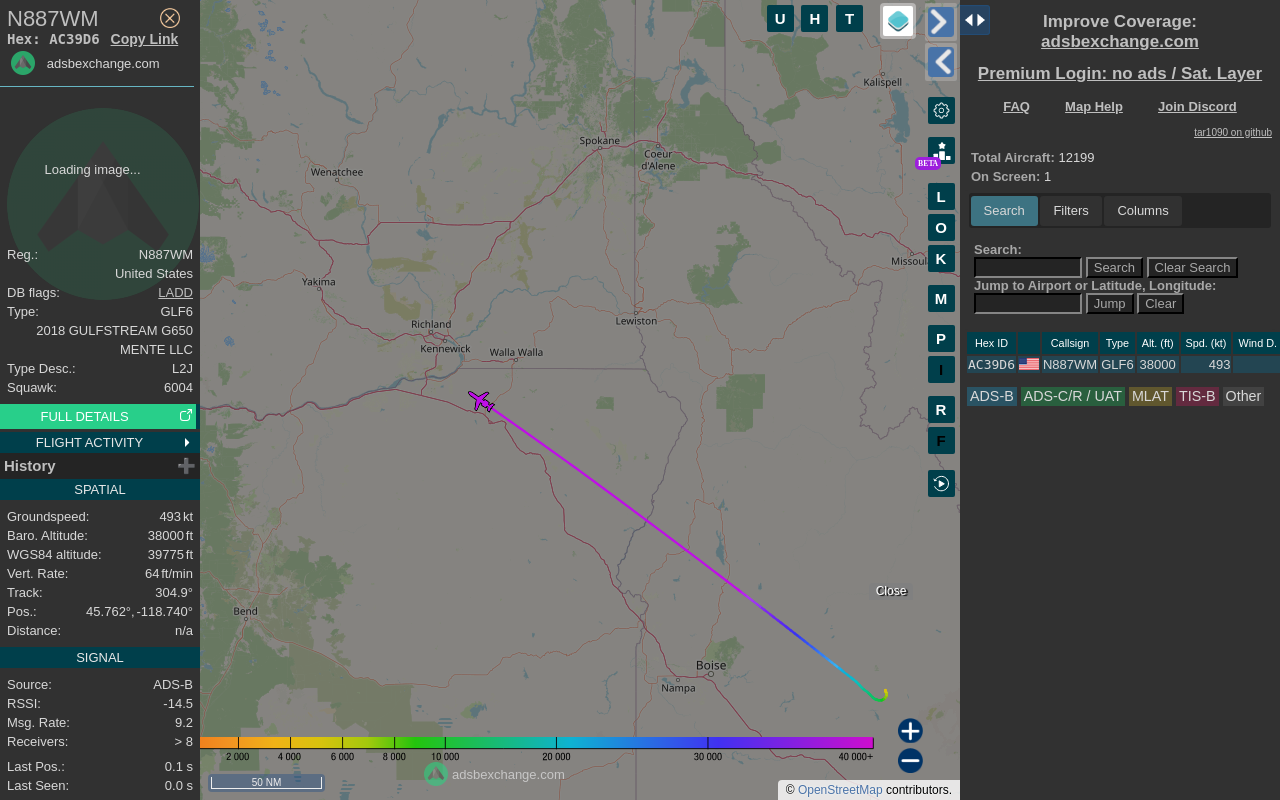 N887WM
Hex: AC39D6 Copy Link
adsbexchange.com
Loading image...
Reg.: N887WM
United States
DB flags: LADD
Type: GLF6
2018 GULFSTREAM G650
MENTE LLC
Type Desc.: L2J
Squawk: 6004
FULL DETAILS
FLIGHT ACTIVITY
History
SPATIAL
Groundspeed: 493 kt
Baro. Altitude: 38000 ft
WGS84 altitude: 39775 ft
Vert. Rate: 64 ft/min
Track: 304.9°
Pos.: 45.762°, -118.740°
Distance: n/a
SIGNAL
Source: ADS-B
RSSI: -14.5
Msg. Rate: 9.2
Receivers: > 8
Last Pos.: 0.1 s
Last Seen: 0.0 s
U H T
Kalispell
Spokane
Coeur
d'Alene
Wenatchee
Yakima
Missoul
Richland
Kennewick
Walla Walla
Lewiston
Bend
Boise
Nampa
BETA
L
O
K
M
P
I
R
F
Close
2 000 4 000 6 000 8 000 10 000 20 000 30 000 40 000+
50 NM
adsbexchange.com
© OpenStreetMap contributors.
Improve Coverage:
adsbexchange.com
Premium Login: no ads / Sat. Layer
FAQ Map Help Join Discord
tar1090 on github
Total Aircraft: 12199
On Screen: 1
Search Filters Columns
Search:
Search Clear Search
Jump to Airport or Latitude, Longitude:
Jump Clear
Hex ID Callsign Type Alt. (ft) Spd. (kt) Wind D.
AC39D6 N887WM GLF6 38000 493
ADS-B ADS-C/R / UAT MLAT TIS-B Other